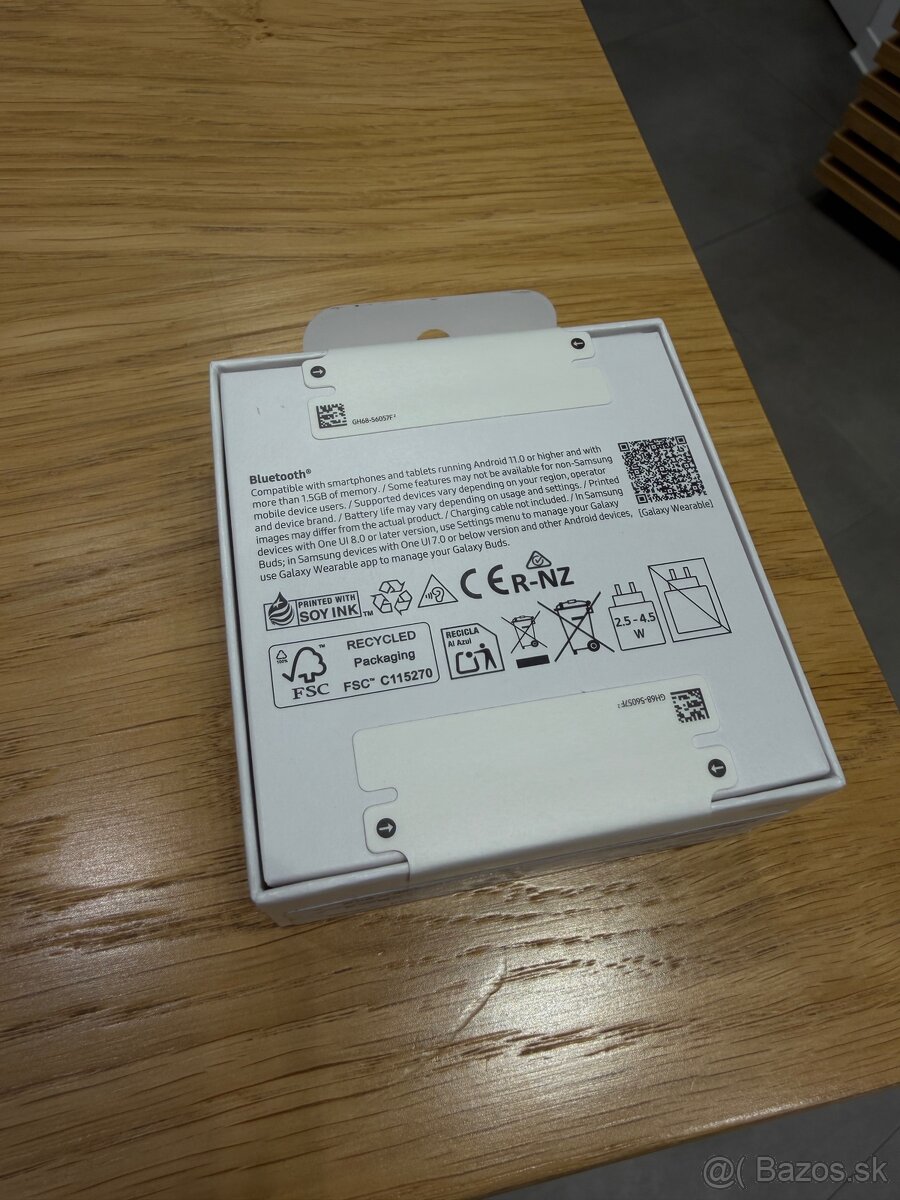 GH68-56057F²
Bluetooth®
Compatible with smartphones and tablets running Android 11.0 or higher and with
more than 1.5GB of memory. / Some features may not be available for non-Samsung
mobile device users. / Supported devices vary depending on your region, operator
and device brand. / Battery life may vary depending on usage and settings. / Printed
images may differ from the actual product. / Charging cable not included. / In Samsung
devices with One UI 8.0 or later version, use Settings menu to manage your Galaxy
Buds; in Samsung devices with One UI 7.0 or below version and other Android devices,
use Galaxy Wearable app to manage your Galaxy Buds.
[Galaxy Wearable]
PRINTED WITH
SOY INK™
CE R-NZ
2.5 - 4.5
W
100%
FSC™
RECYCLED
Packaging
FSC™ C115270
RECICLA
Al Azul
GH68-56057F²
@( Bazos.sk